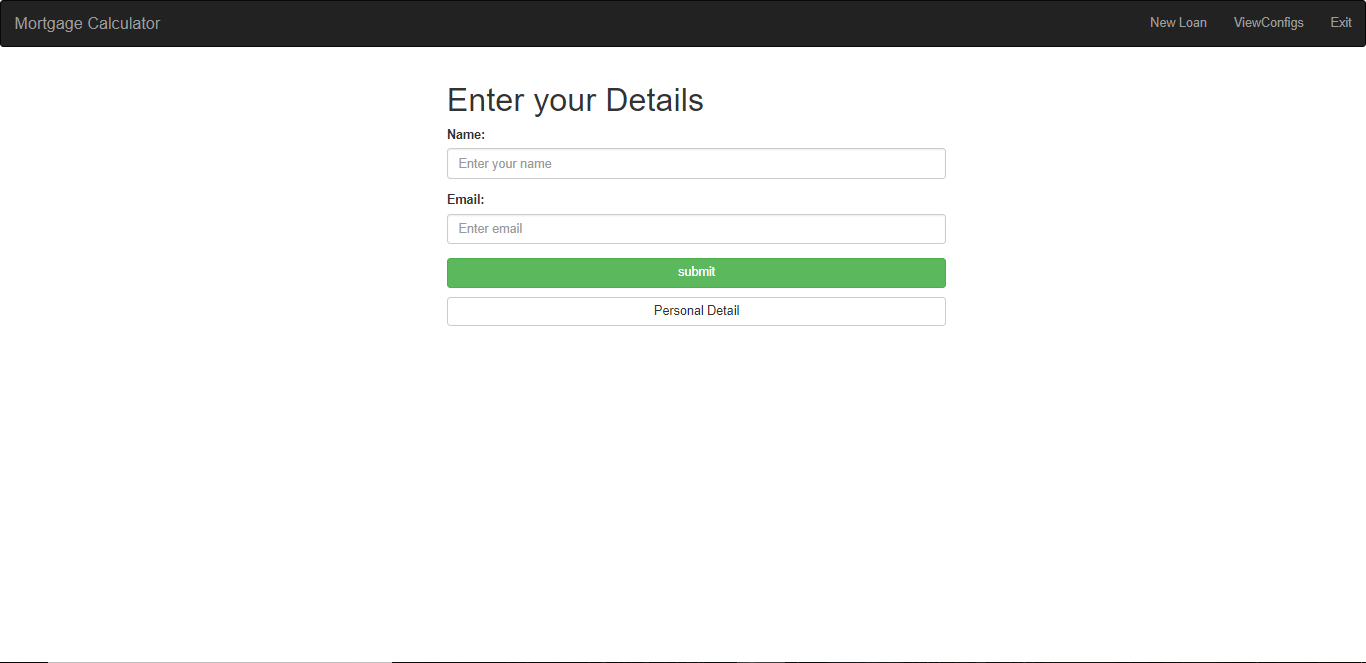 Mortgage Calculator New Loan ViewConfigs Exit
Enter your Details
Name:
Enter your name
Email:
Enter email
submit
Personal Detail